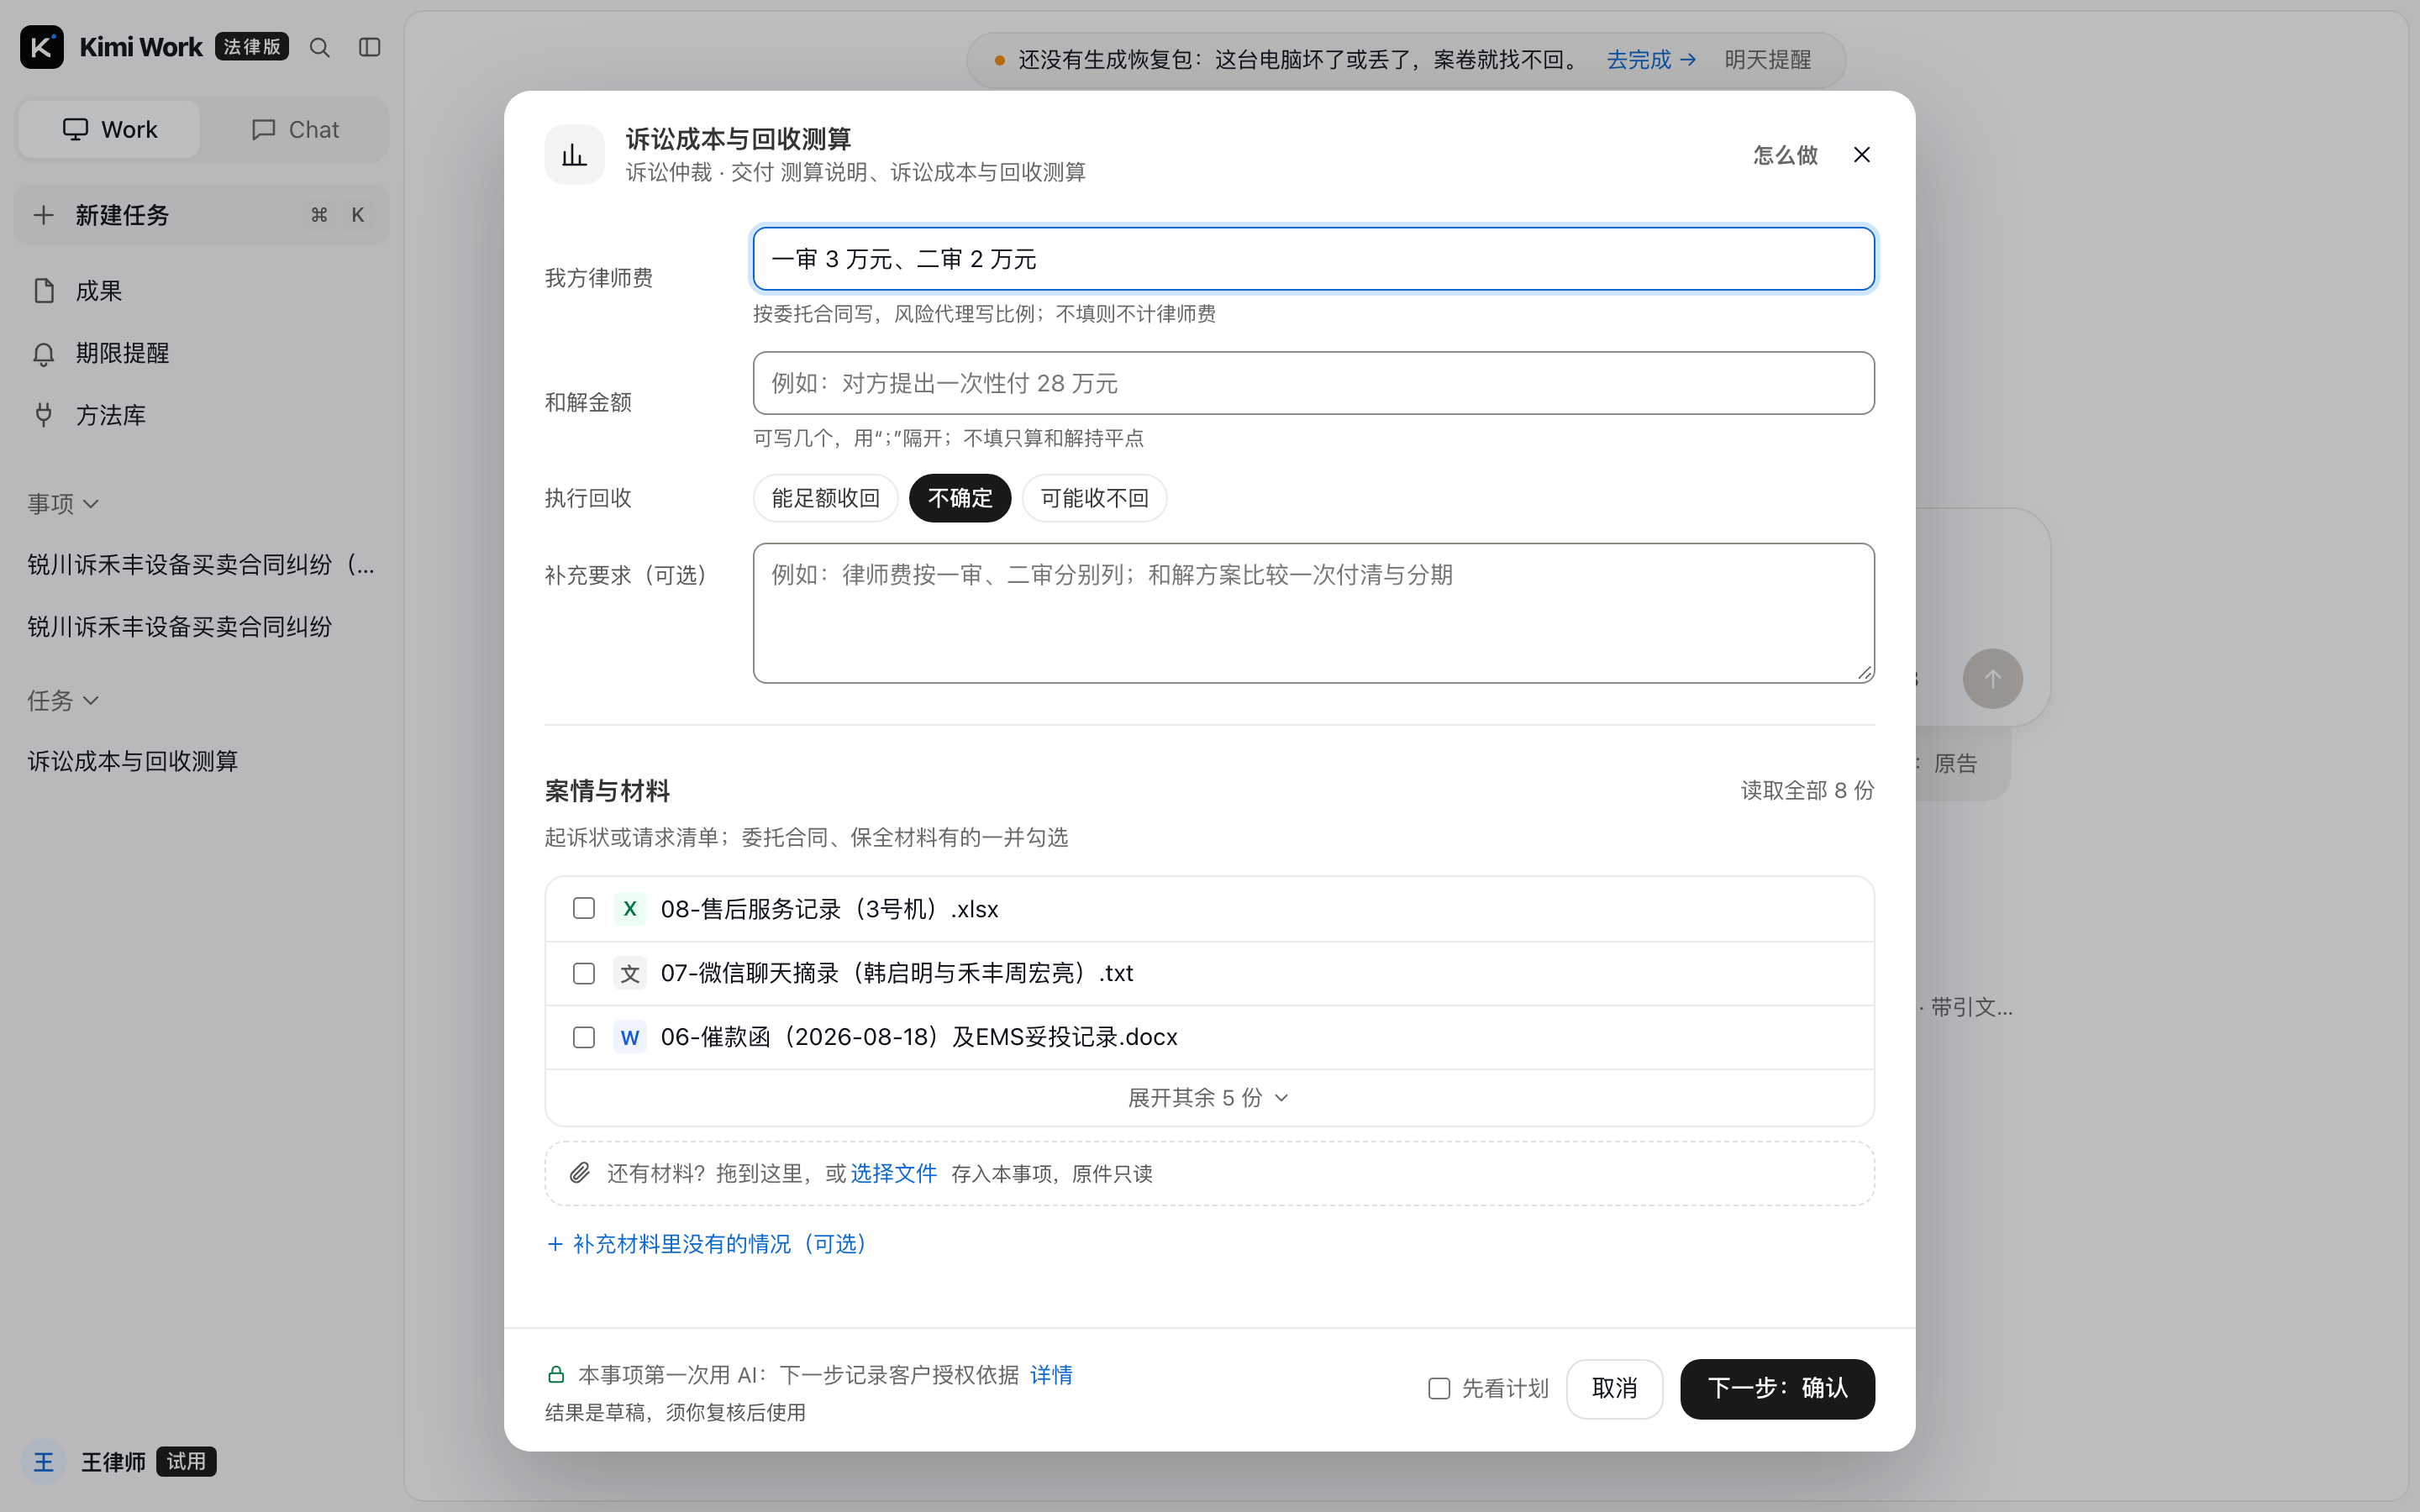 Kimi Work 法律版
还没有生成恢复包：这台电脑坏了或丢了，案卷就找不回。 去完成 → 明天提醒
Work Chat
新建任务 ⌘ K
成果
期限提醒
方法库
事项
锐川诉禾丰设备买卖合同纠纷（...
锐川诉禾丰设备买卖合同纠纷
任务
诉讼成本与回收测算
王 王律师 试用
诉讼成本与回收测算
诉讼仲裁 · 交付 测算说明、诉讼成本与回收测算
怎么做
我方律师费
一审 3 万元、二审 2 万元
按委托合同写，风险代理写比例；不填则不计律师费
和解金额
例如：对方提出一次性付 28 万元
可写几个，用“；”隔开；不填只算和解持平点
执行回收
能足额收回 不确定 可能收不回
补充要求（可选）
例如：律师费按一审、二审分别列；和解方案比较一次付清与分期
案情与材料
读取全部 8 份
起诉状或请求清单；委托合同、保全材料有的一并勾选
X 08-售后服务记录（3号机）.xlsx
文 07-微信聊天摘录（韩启明与禾丰周宏亮）.txt
W 06-催款函（2026-08-18）及EMS妥投记录.docx
展开其余 5 份
还有材料？拖到这里，或选择文件 存入本事项，原件只读
+ 补充材料里没有的情况（可选）
本事项第一次用 AI：下一步记录客户授权依据 详情
结果是草稿，须你复核后使用
先看计划 取消 下一步：确认
：原告
· 带引文...